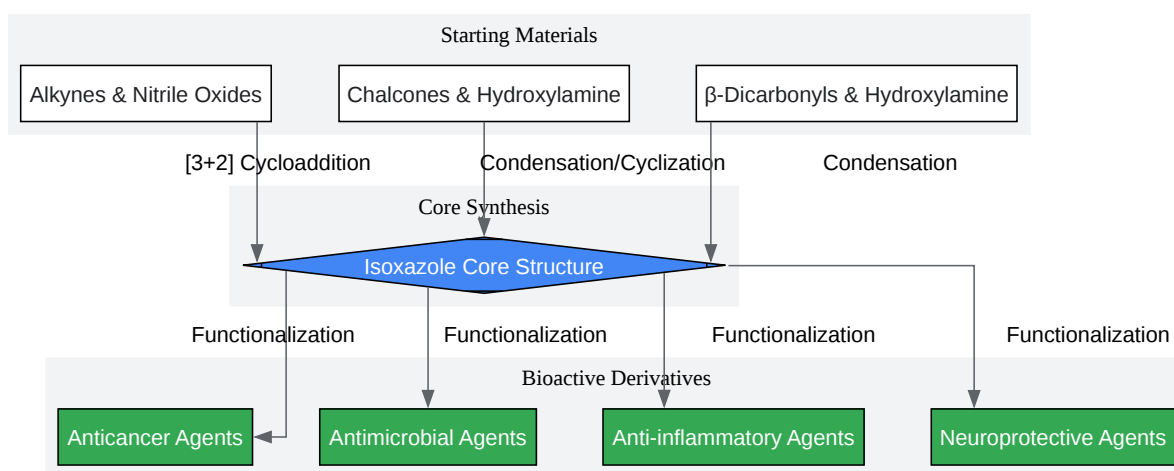 Starting Materials
Alkynes & Nitrile Oxides
Chalcones & Hydroxylamine
β-Dicarbonyls & Hydroxylamine
[3+2] Cycloaddition
Condensation/Cyclization
Condensation
Core Synthesis
Isoxazole Core Structure
Functionalization
Functionalization
Functionalization
Functionalization
Bioactive Derivatives
Anticancer Agents
Antimicrobial Agents
Anti-inflammatory Agents
Neuroprotective Agents